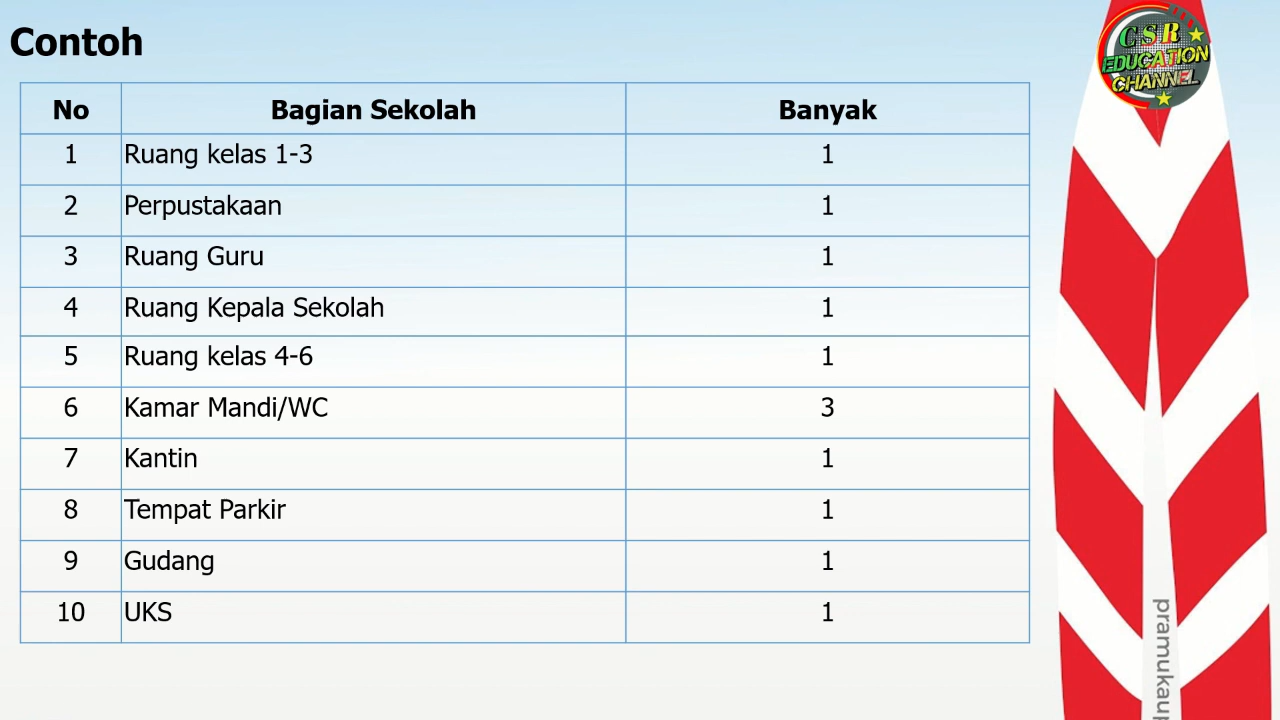 Contoh
CSR
EDUCATION
CHANNEL
No Bagian Sekolah Banyak
1 Ruang kelas 1-3 1
2 Perpustakaan 1
3 Ruang Guru 1
4 Ruang Kepala Sekolah 1
5 Ruang kelas 4-6 1
6 Kamar Mandi/WC 3
7 Kantin 1
8 Tempat Parkir 1
9 Gudang 1
10 UKS 1